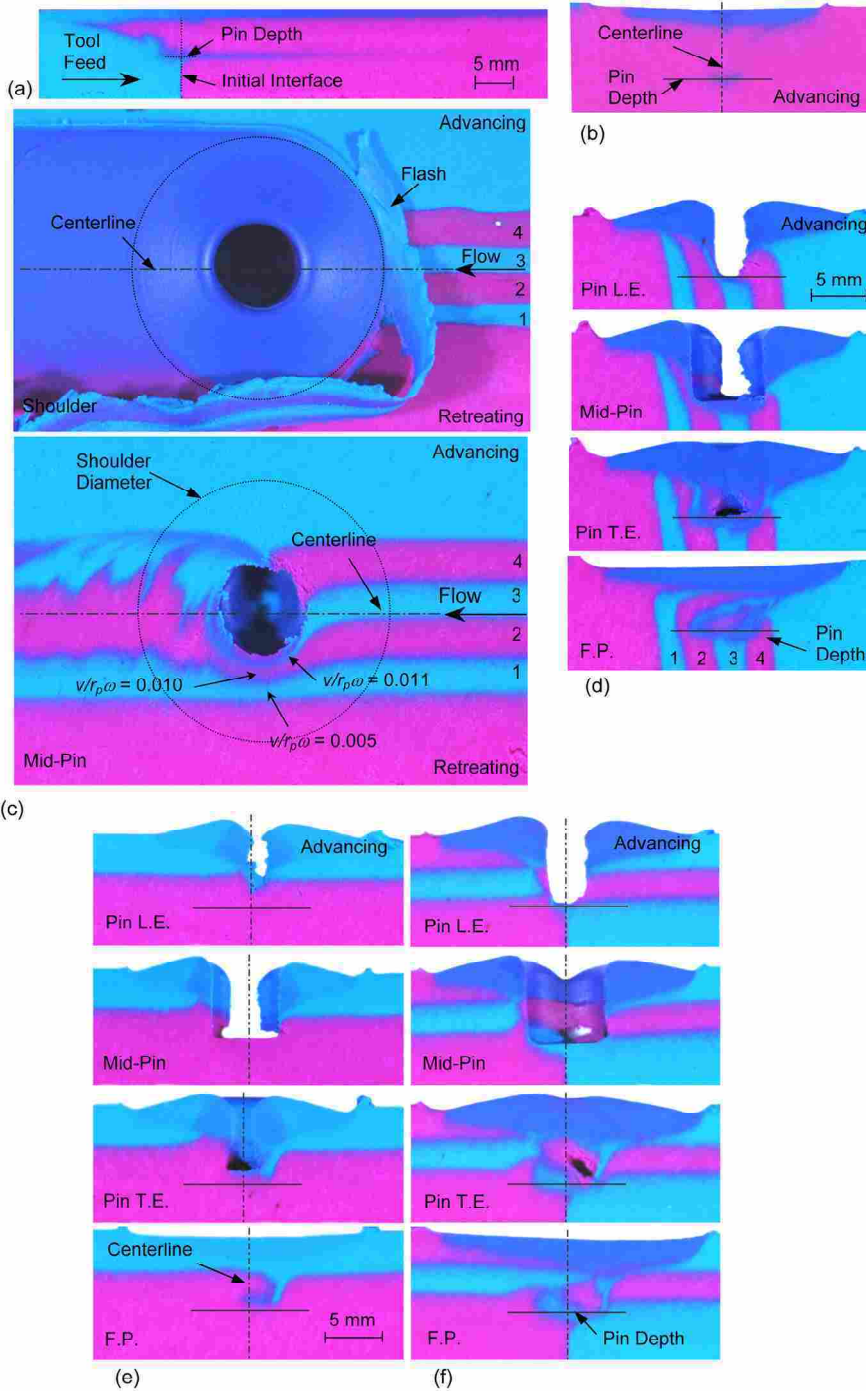 Tool
Feed
Pin Depth
Initial Interface
5 mm
(a)
Centerline
Pin
Depth
Advancing
(b)
Advancing
Flash
Centerline
4
Flow
3
2
1
Shoulder
Retreating
Shoulder
Diameter
Advancing
Centerline
4
Flow
3
2
1
v/rₚω = 0.010
v/rₚω = 0.011
v/rₚω = 0.005
Mid-Pin
Retreating
(c)
Advancing
Pin L.E.
5 mm
Mid-Pin
Pin T.E.
F.P.
Pin
Depth
1 2 3 4
(d)
Advancing
Pin L.E.
Mid-Pin
Pin T.E.
Centerline
F.P.
5 mm
(e)
Advancing
Pin L.E.
Mid-Pin
Pin T.E.
F.P.
Pin Depth
(f)